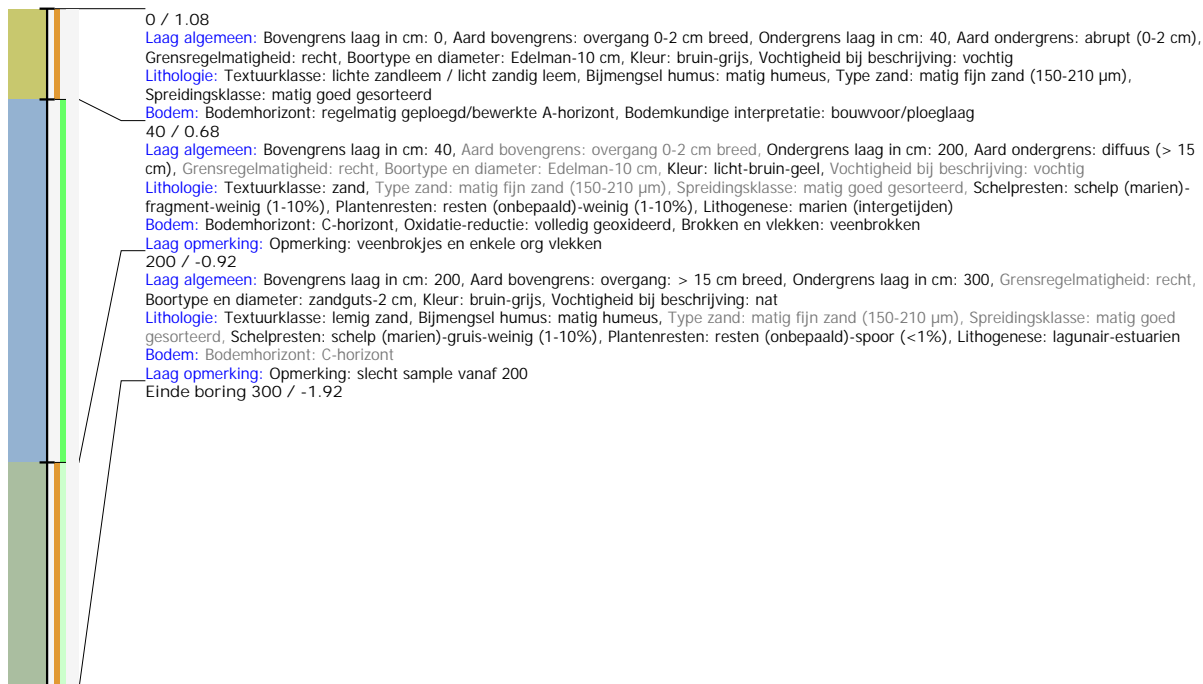 0 / 1.08
Laag algemeen: Bovengrens laag in cm: 0, Aard bovengrens: overgang 0-2 cm breed, Ondergrens laag in cm: 40, Aard ondergrens: abrupt (0-2 cm),
Grensregelmatigheid: recht, Boortype en diameter: Edelman-10 cm, Kleur: bruin-grijs, Vochtigheid bij beschrijving: vochtig
Lithologie: Textuurklasse: lichte zandleem / licht zandig leem, Bijmengsel humus: matig humeus, Type zand: matig fijn zand (150-210 µm),
Spreidingsklasse: matig goed gesorteerd
Bodem: Bodemhorizont: regelmatig geploegd/bewerkte A-horizont, Bodemkundige interpretatie: bouwvoor/ploeglaag
40 / 0.68
Laag algemeen: Bovengrens laag in cm: 40, Aard bovengrens: overgang 0-2 cm breed, Ondergrens laag in cm: 200, Aard ondergrens: diffuus (> 15
cm), Grensregelmatigheid: recht, Boortype en diameter: Edelman-10 cm, Kleur: licht-bruin-geel, Vochtigheid bij beschrijving: vochtig
Lithologie: Textuurklasse: zand, Type zand: matig fijn zand (150-210 µm), Spreidingsklasse: matig goed gesorteerd, Schelpresten: schelp (marien)-
fragment-weinig (1-10%), Plantenresten: resten (onbepaald)-weinig (1-10%), Lithogenese: marien (intergetijden)
Bodem: Bodemhorizont: C-horizont, Oxidatie-reductie: volledig geoxideerd, Brokken en vlekken: veenbrokken
Laag opmerking: Opmerking: veenbrokjes en enkele org vlekken
200 / -0.92
Laag algemeen: Bovengrens laag in cm: 200, Aard bovengrens: overgang: > 15 cm breed, Ondergrens laag in cm: 300, Grensregelmatigheid: recht,
Boortype en diameter: zandguts-2 cm, Kleur: bruin-grijs, Vochtigheid bij beschrijving: nat
Lithologie: Textuurklasse: lemig zand, Bijmengsel humus: matig humeus, Type zand: matig fijn zand (150-210 µm), Spreidingsklasse: matig goed
gesorteerd, Schelpresten: schelp (marien)-gruis-weinig (1-10%), Plantenresten: resten (onbepaald)-spoor (<1%), Lithogenese: lagunair-estuarien
Bodem: Bodemhorizont: C-horizont
Laag opmerking: Opmerking: slecht sample vanaf 200
Einde boring 300 / -1.92